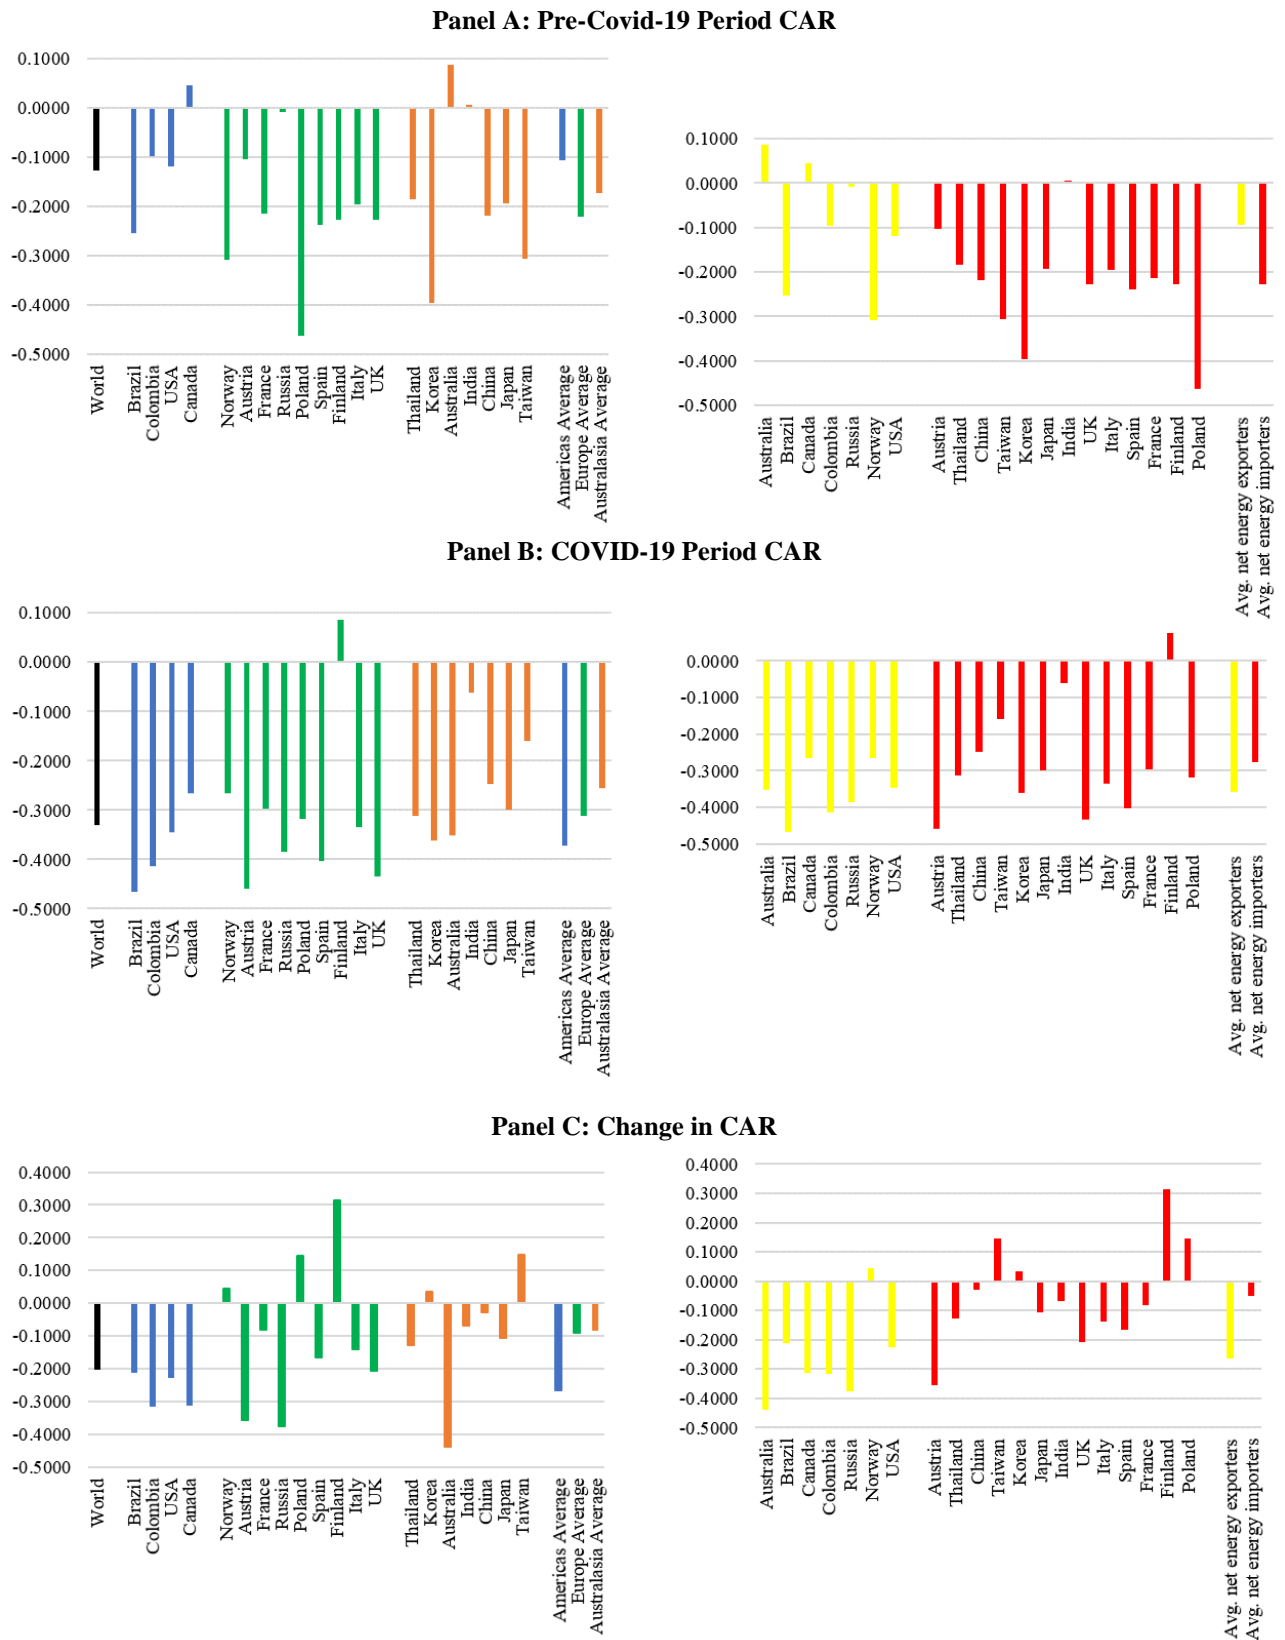 Panel A: Pre-Covid-19 Period CAR
0.1000
0.0000
-0.1000
-0.2000
-0.3000
-0.4000
-0.5000
World
Brazil
Colombia
USA
Canada
Norway
Austria
France
Russia
Poland
Spain
Finland
Italy
UK
Thailand
Korea
Australia
India
China
Japan
Taiwan
Americas Average
Europe Average
Australasia Average
0.1000
0.0000
-0.1000
-0.2000
-0.3000
-0.4000
-0.5000
Australia
Brazil
Canada
Colombia
Russia
Norway
USA
Austria
Thailand
China
Taiwan
Korea
Japan
India
UK
Italy
Spain
France
Finland
Poland
Avg. net energy exporters
Avg. net energy importers
Panel B: COVID-19 Period CAR
0.1000
0.0000
-0.1000
-0.2000
-0.3000
-0.4000
-0.5000
World
Brazil
Colombia
USA
Canada
Norway
Austria
France
Russia
Poland
Spain
Finland
Italy
UK
Thailand
Korea
Australia
India
China
Japan
Taiwan
Americas Average
Europe Average
Australasia Average
0.0000
-0.1000
-0.2000
-0.3000
-0.4000
-0.5000
Australia
Brazil
Canada
Colombia
Russia
Norway
USA
Austria
Thailand
China
Taiwan
Korea
Japan
India
UK
Italy
Spain
France
Finland
Poland
Avg. net energy exporters
Avg. net energy importers
Panel C: Change in CAR
0.4000
0.3000
0.2000
0.1000
0.0000
-0.1000
-0.2000
-0.3000
-0.4000
-0.5000
World
Brazil
Colombia
USA
Canada
Norway
Austria
France
Russia
Poland
Spain
Finland
Italy
UK
Thailand
Korea
Australia
India
China
Japan
Taiwan
Americas Average
Europe Average
Australasia Average
0.4000
0.3000
0.2000
0.1000
0.0000
-0.1000
-0.2000
-0.3000
-0.4000
-0.5000
Australia
Brazil
Canada
Colombia
Russia
Norway
USA
Austria
Thailand
China
Taiwan
Korea
Japan
India
UK
Italy
Spain
France
Finland
Poland
Avg. net energy exporters
Avg. net energy importers